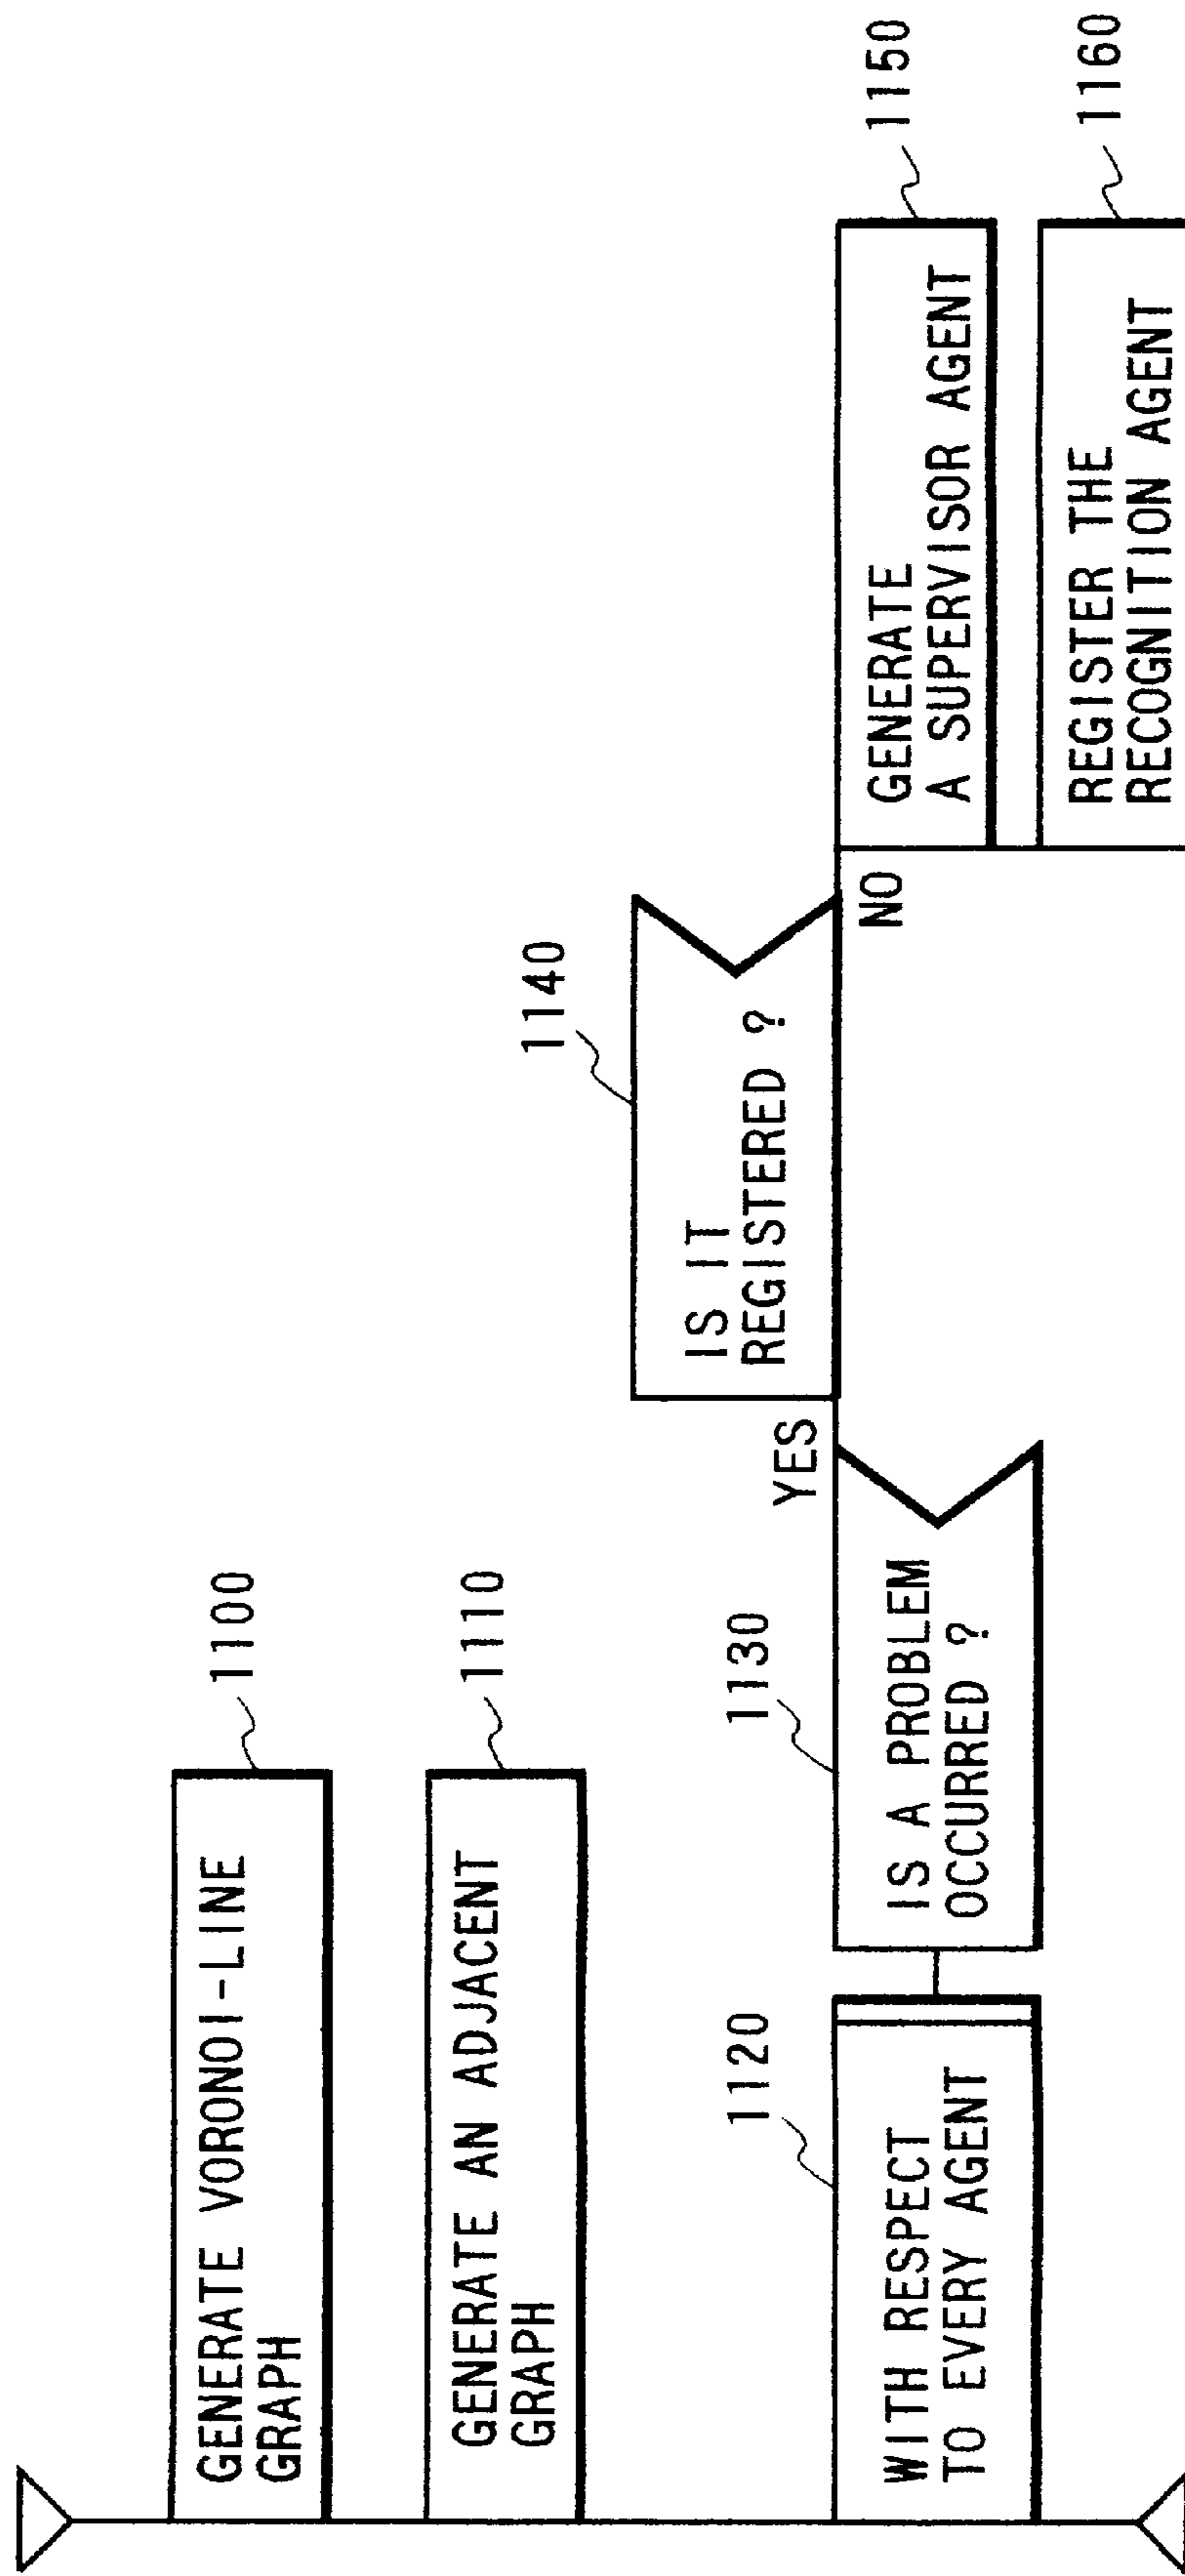 GENERATE VORONOI-LINE
GRAPH
1100
GENERATE AN ADJACENT
GRAPH
1110
WITH RESPECT
TO EVERY AGENT
1120
IS A PROBLEM
OCCURRED ?
1130
YES
IS IT
REGISTERED ?
1140
NO
GENERATE
A SUPERVISOR AGENT
1150
REGISTER THE
RECOGNITION AGENT
1160